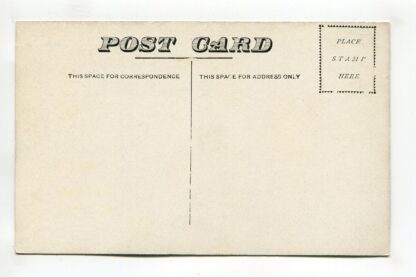 POST CARD
THIS SPACE FOR CORRESPONDENCE
THIS SPACE FOR ADDRESS ONLY
PLACE
STAMP
HERE